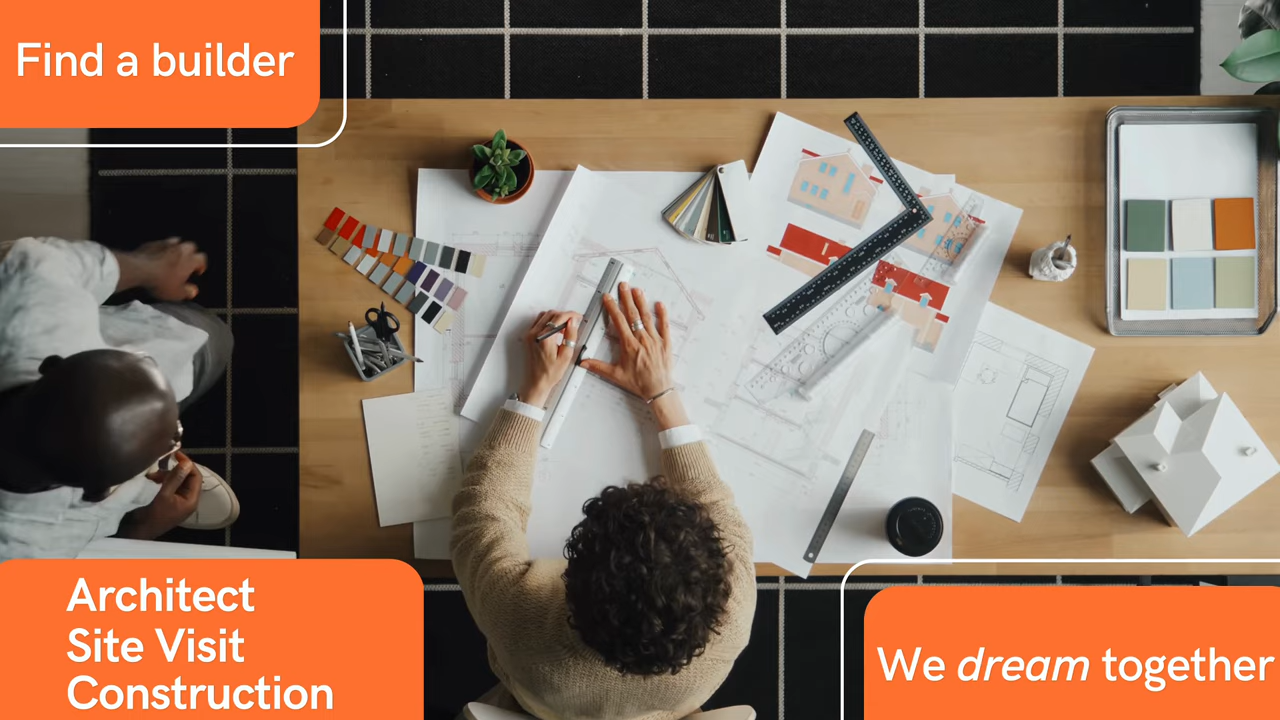 Find a builder
Architect
Site Visit
Construction
We dream together